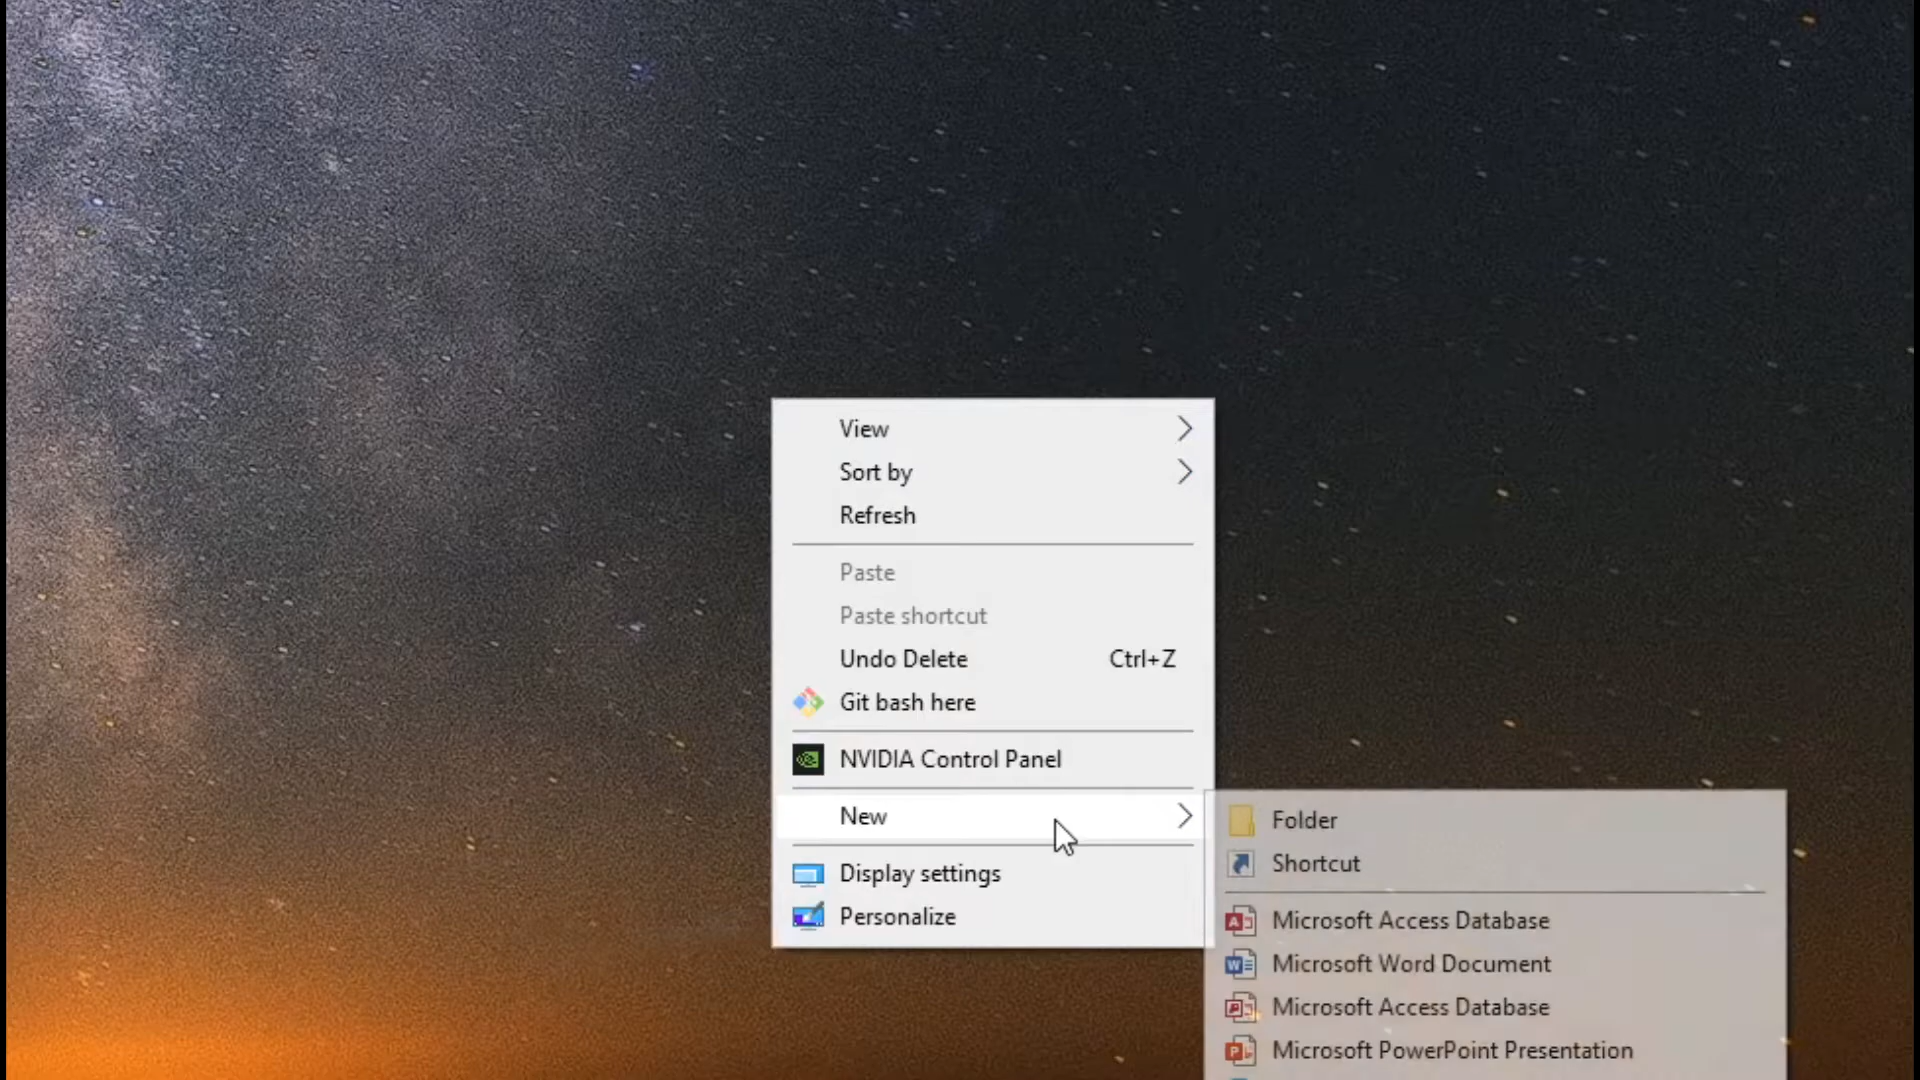 View
Sort by
Refresh
Paste
Paste shortcut
Undo Delete Ctrl+Z
Git bash here
NVIDIA Control Panel
New
Display settings
Personalize
Folder
Shortcut
Microsoft Access Database
Microsoft Word Document
Microsoft Access Database
Microsoft PowerPoint Presentation